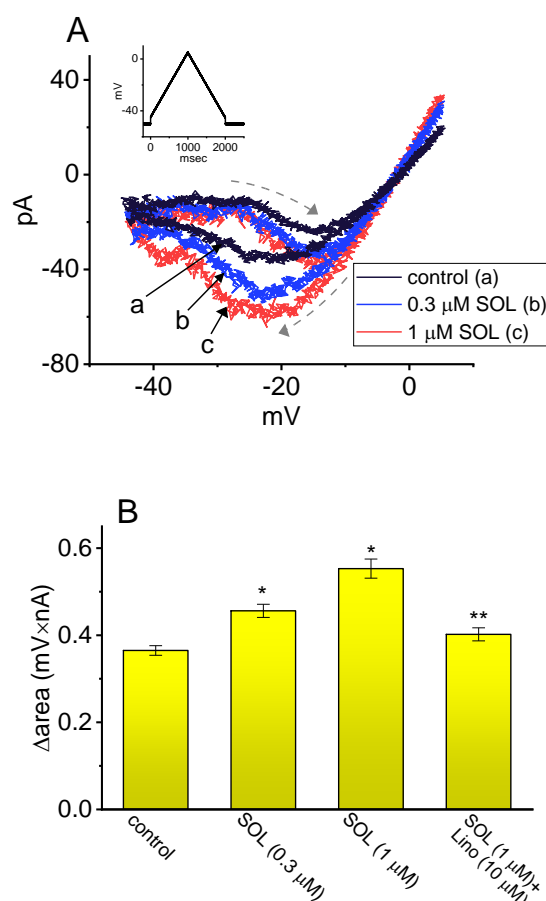 A
mV
0
-40
0 1000 2000
msec
40
0
-40
-80
pA
-40 -20 0
mV
a
b
c
control (a)
0.3 μM SOL (b)
1 μM SOL (c)
B
Δarea (mV×nA)
0.6
0.4
0.2
0.0
*
*
**
control
SOL (0.3 μM)
SOL (1 μM)
SOL (1 μM)+
Lino (10 μM)